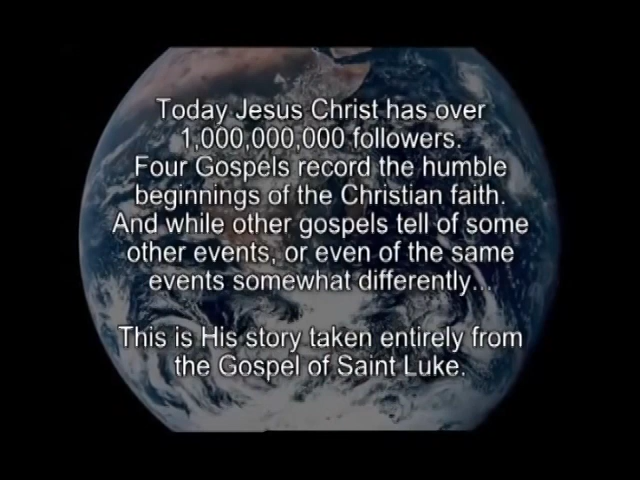 Today Jesus Christ has over
1,000,000,000 followers.
Four Gospels record the humble
beginnings of the Christian faith.
And while other gospels tell of some
other events, or even of the same
events somewhat differently...
This is His story taken entirely from
the Gospel of Saint Luke.